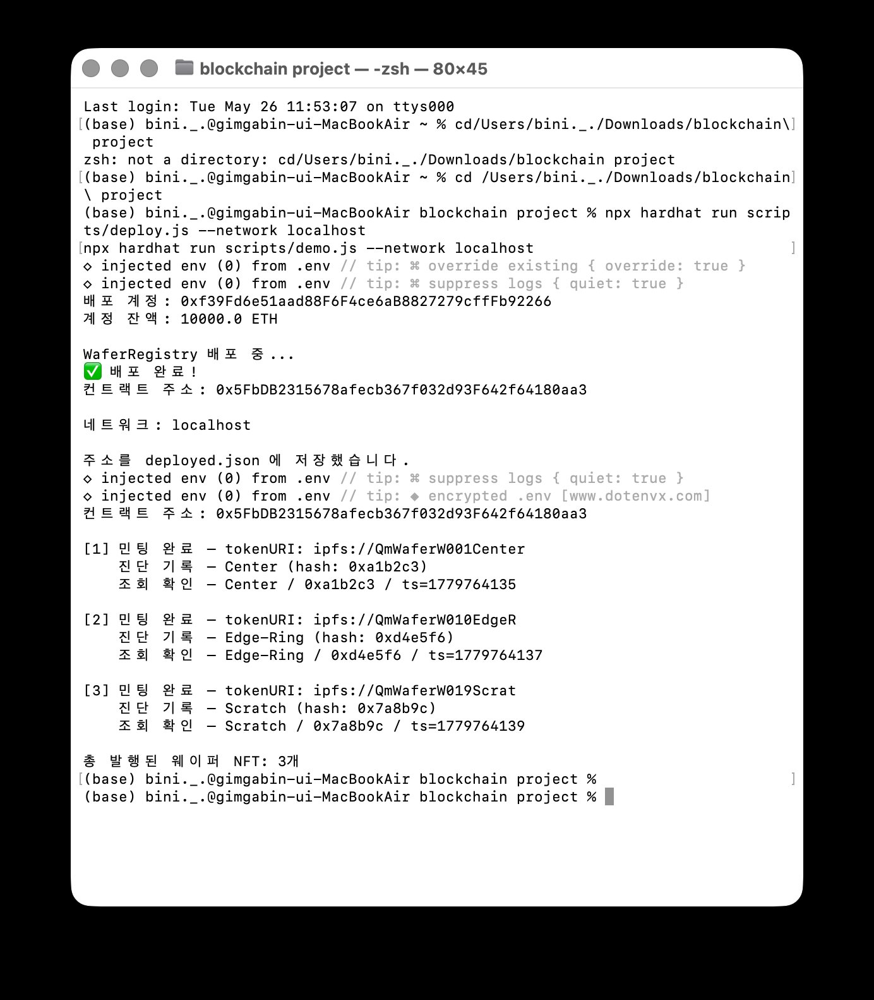 blockchain project — -zsh — 80×45
Last login: Tue May 26 11:53:07 on ttys000
[(base) bini._.@gimgabin-ui-MacBookAir ~ % cd/Users/bini._./Downloads/blockchain\]
 project
zsh: not a directory: cd/Users/bini._./Downloads/blockchain project
[(base) bini._.@gimgabin-ui-MacBookAir ~ % cd /Users/bini._./Downloads/blockchain]
\ project
(base) bini._.@gimgabin-ui-MacBookAir blockchain project % npx hardhat run scrip
ts/deploy.js --network localhost
[npx hardhat run scripts/demo.js --network localhost ]
◇ injected env (0) from .env // tip: ⌘ override existing { override: true }
◇ injected env (0) from .env // tip: ⌘ suppress logs { quiet: true }
배포 계정: 0xf39Fd6e51aad88F6F4ce6aB8827279cffFb92266
계정 잔액: 10000.0 ETH
WaferRegistry 배포 중...
✅ 배포 완료!
컨트랙트 주소: 0x5FbDB2315678afecb367f032d93F642f64180aa3
네트워크: localhost
주소를 deployed.json 에 저장했습니다.
◇ injected env (0) from .env // tip: ⌘ suppress logs { quiet: true }
◇ injected env (0) from .env // tip: ◆ encrypted .env [www.dotenvx.com]
컨트랙트 주소: 0x5FbDB2315678afecb367f032d93F642f64180aa3
[1] 민팅 완료 — tokenURI: ipfs://QmWaferW001Center
진단 기록 — Center (hash: 0xa1b2c3)
조회 확인 — Center / 0xa1b2c3 / ts=1779764135
[2] 민팅 완료 — tokenURI: ipfs://QmWaferW010EdgeR
진단 기록 — Edge-Ring (hash: 0xd4e5f6)
조회 확인 — Edge-Ring / 0xd4e5f6 / ts=1779764137
[3] 민팅 완료 — tokenURI: ipfs://QmWaferW019Scrat
진단 기록 — Scratch (hash: 0x7a8b9c)
조회 확인 — Scratch / 0x7a8b9c / ts=1779764139
총 발행된 웨이퍼 NFT: 3개
[(base) bini._.@gimgabin-ui-MacBookAir blockchain project % ]
(base) bini._.@gimgabin-ui-MacBookAir blockchain project %